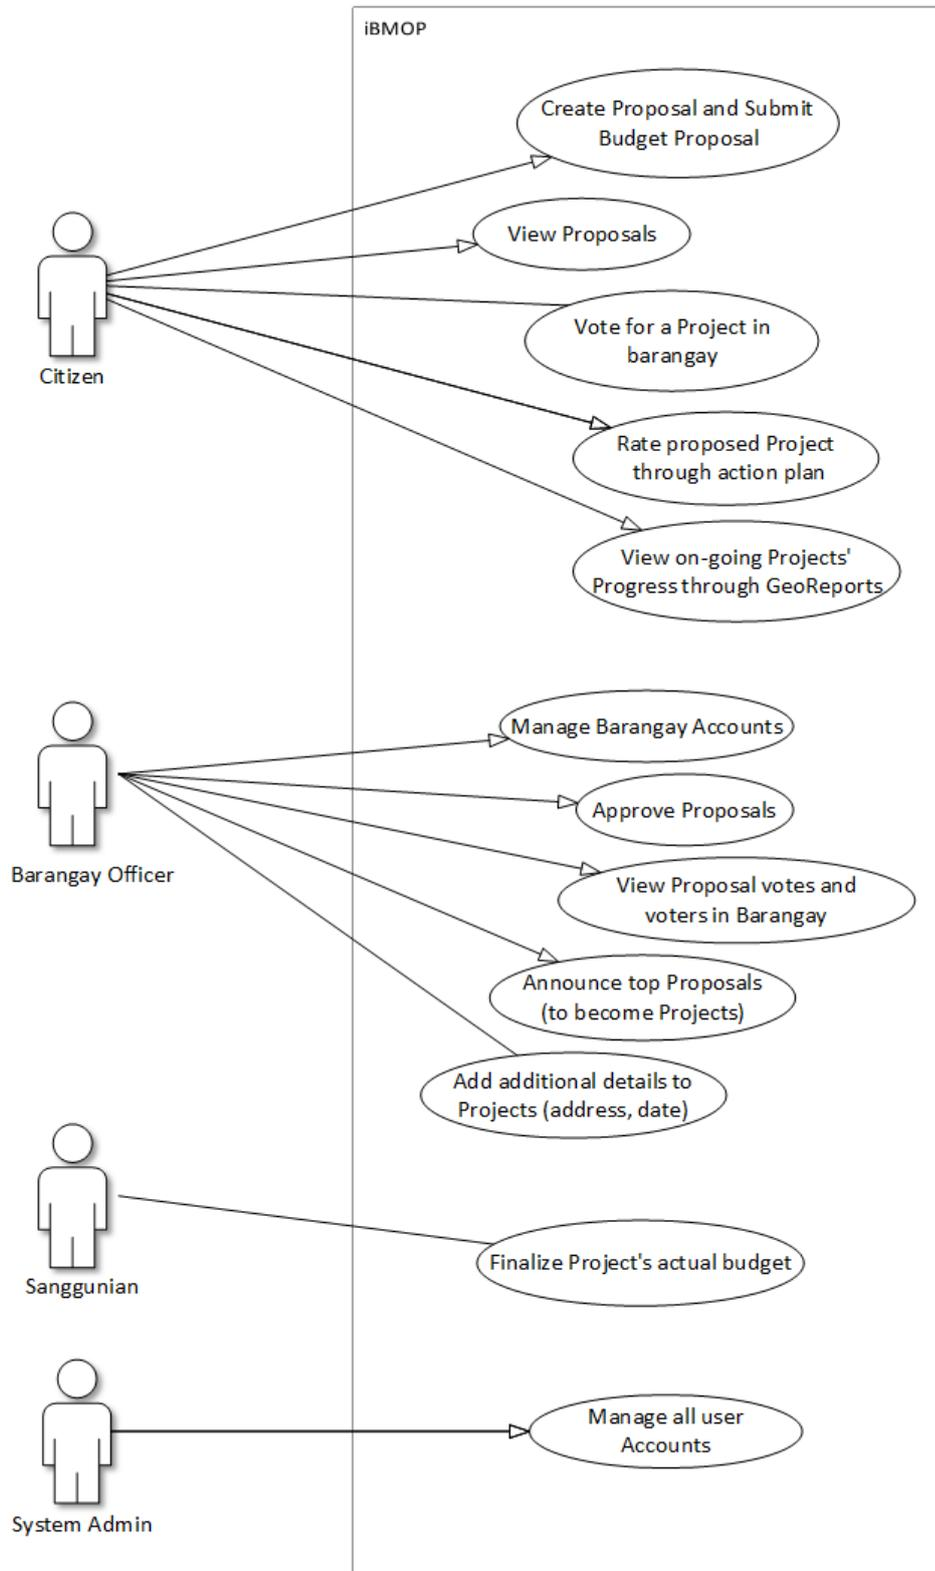 iBMOP
Create Proposal and Submit
Budget Proposal
View Proposals
Vote for a Project in
barangay
Citizen
Rate proposed Project
through action plan
View on-going Projects'
Progress through GeoReports
Manage Barangay Accounts
Approve Proposals
Barangay Officer
View Proposal votes and
voters in Barangay
Announce top Proposals
(to become Projects)
Add additional details to
Projects (address, date)
Sanggunian
Finalize Project's actual budget
Manage all user
Accounts
System Admin